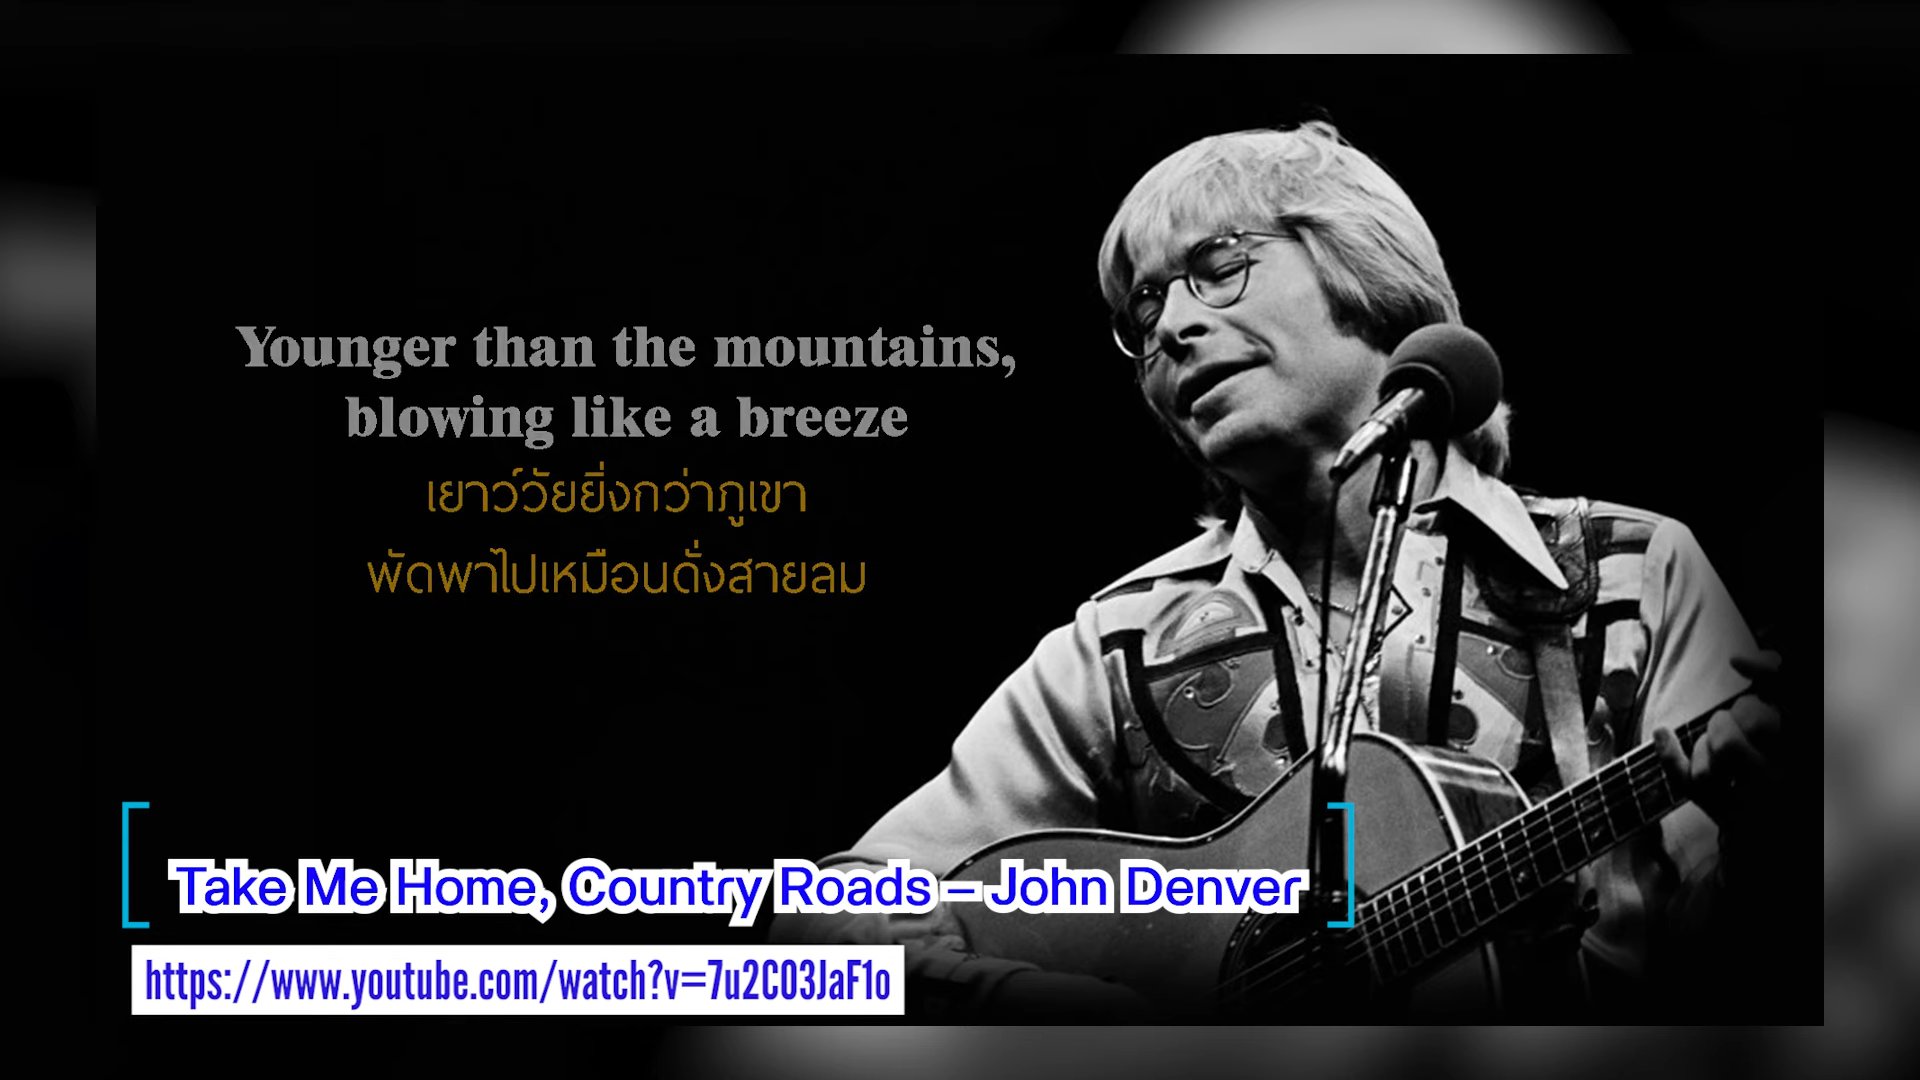 Younger than the mountains,
blowing like a breeze
เยาว์วัยยิ่งกว่าภูเขา
พัดพาไปเหมือนดั่งสายลม
Take Me Home, Country Roads – John Denver
https://www.youtube.com/watch?v=7u2CO3JaF1o